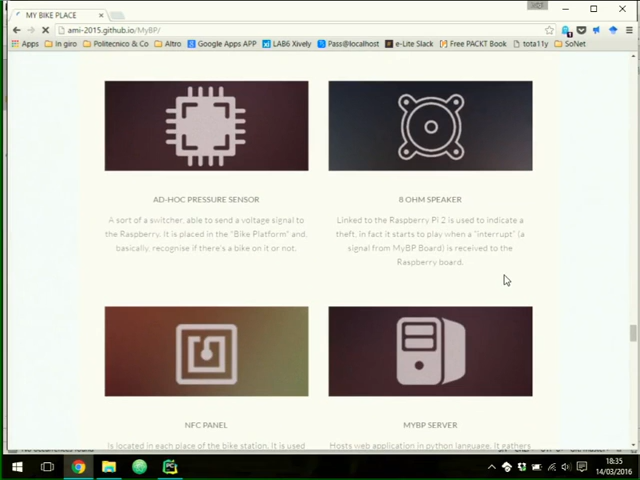 MY BIKE PLACE
ami-2015.github.io/MyBP/
Apps In giro Politecnico & Co Altro Google Apps APP LAB6 Xively Pass@localhost e-Lite Slack Free PACKT Book tota11y SoNet
AD-HOC PRESSURE SENSOR
A sort of a switcher, able to send a voltage signal to
the Raspberry. It is placed in the "Bike Platform" and,
basically, recognise if there's a bike on it or not.
8 OHM SPEAKER
Linked to the Raspberry Pi 2 is used to indicate a
theft, in fact it starts to play when a "interrupt" (a
signal from MyBP Board) is received to the
Raspberry board.
NFC PANEL
Is located in each place of the bike station. It is used
MYBP SERVER
Hosts web application in python language. It gathers
18:35
14/03/2016